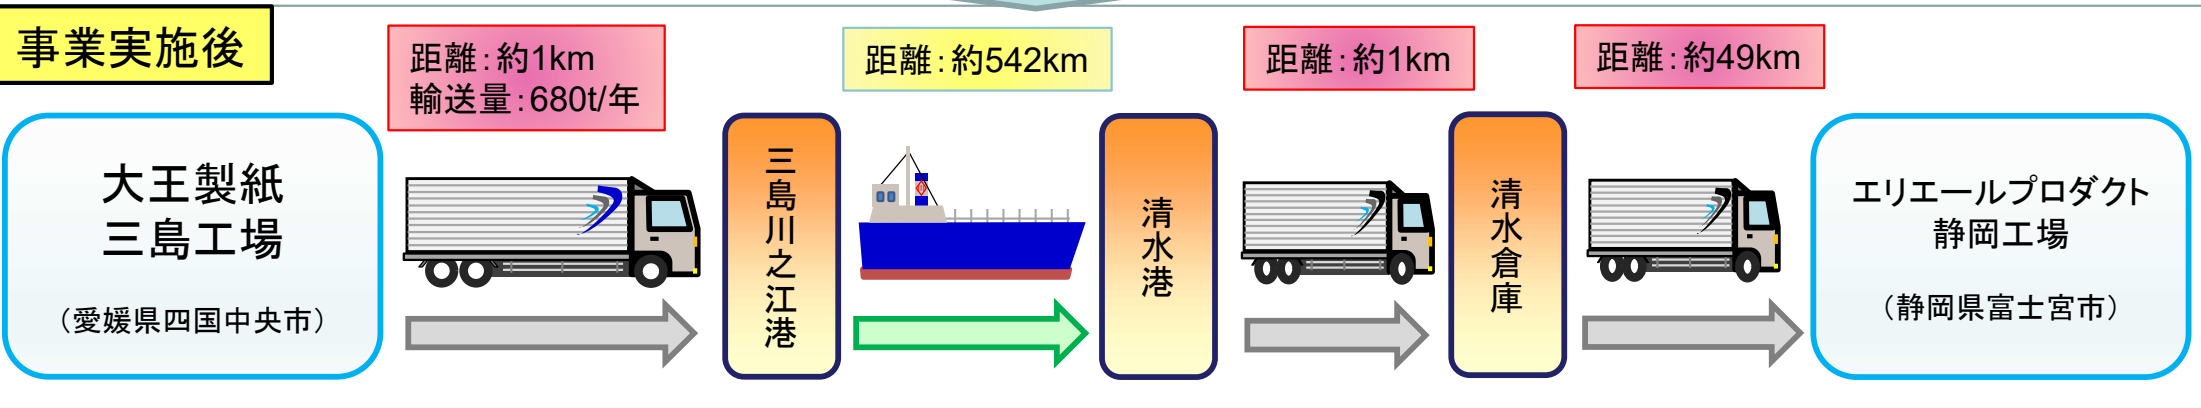 事業実施後
距離：約1km
輸送量：680t/年
距離：約542km
距離：約1km
距離：約49km
大王製紙
三島工場
（愛媛県四国中央市）
三島川之江港
清水港
清水倉庫
エリエールプロダクト
静岡工場
（静岡県富士宮市）